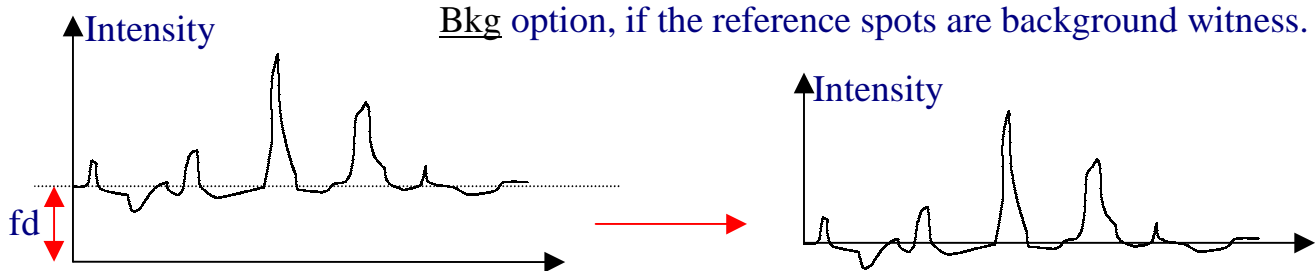 Bkg option, if the reference spots are background witness.
Intensity
Intensity
fd